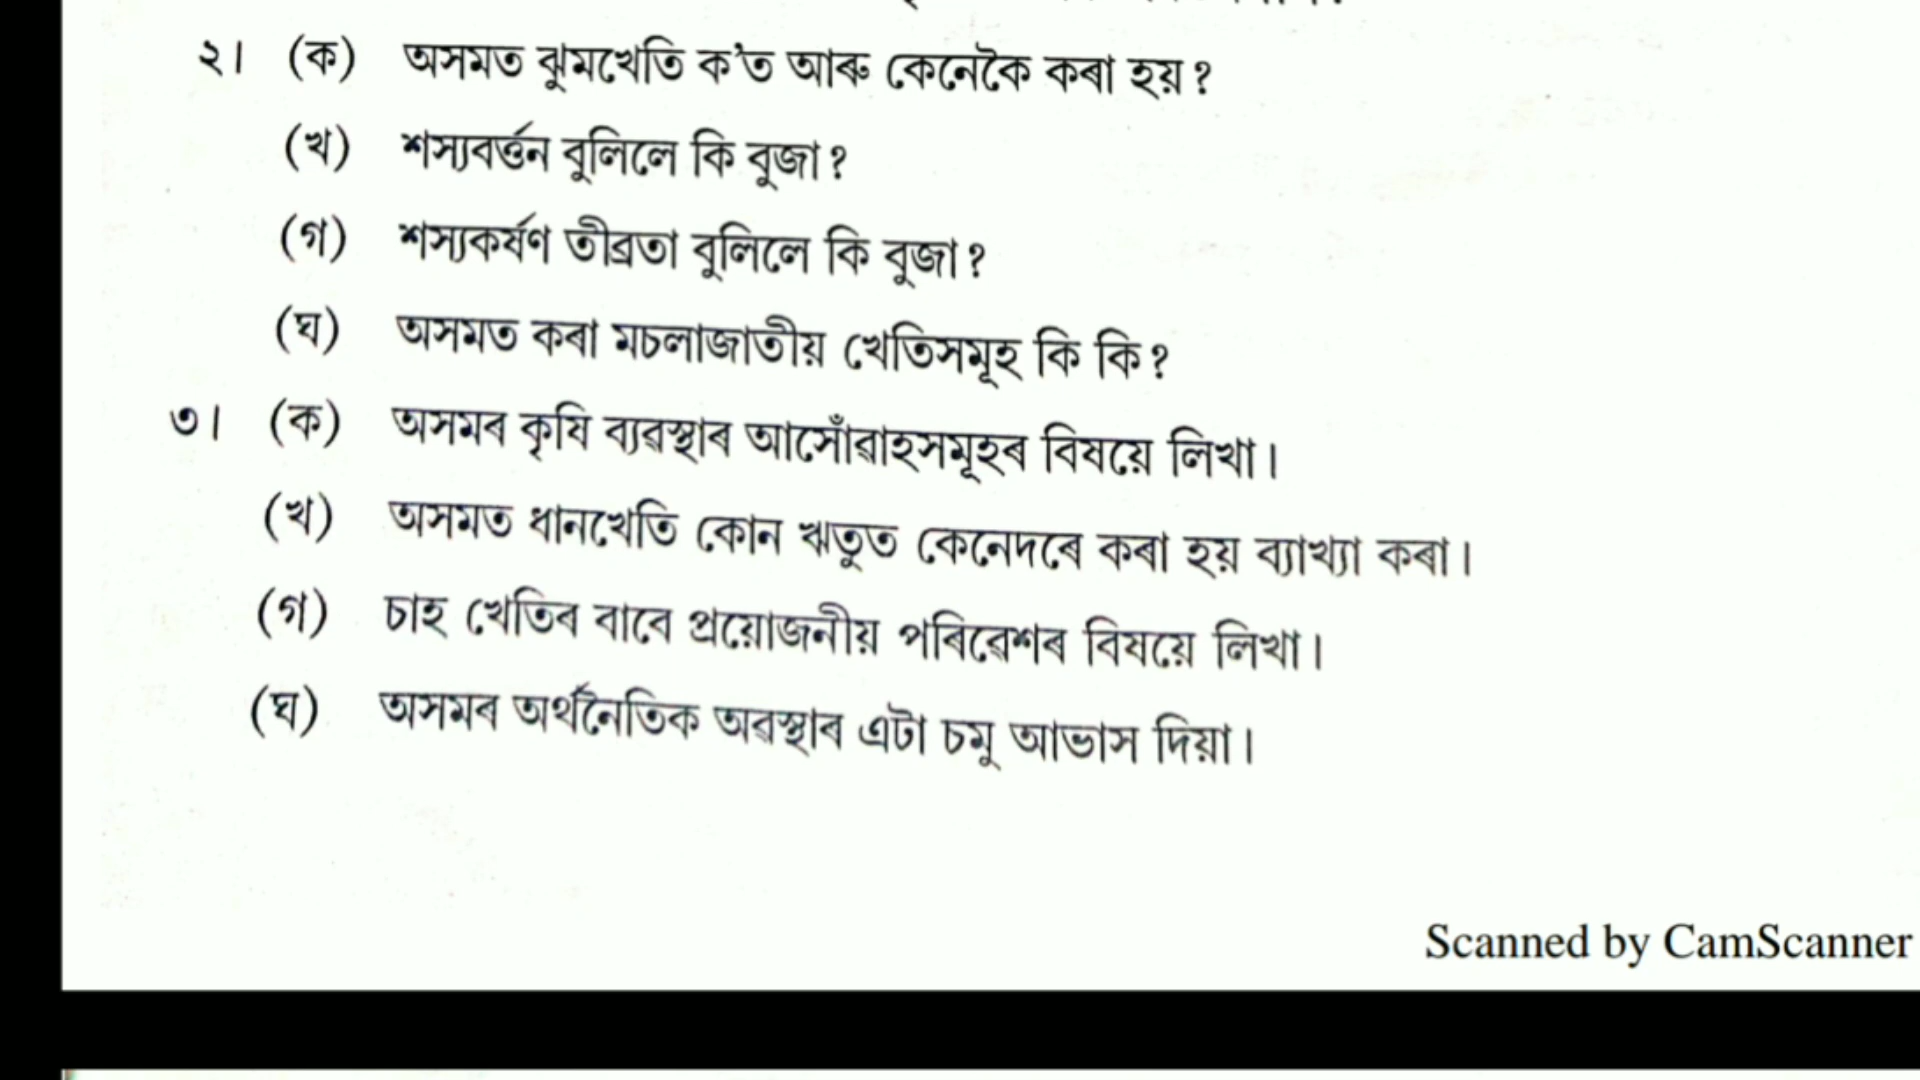 ২। (ক) অসমত ঝুমখেতি ক'ত আৰু কেনেকৈ কৰা হয়?
(খ) শস্যবৰ্ত্তন বুলিলে কি বুজা?
(গ) শস্যকৰ্ষণ তীব্ৰতা বুলিলে কি বুজা?
(ঘ) অসমত কৰা মচলাজাতীয় খেতিসমূহ কি কি?
৩। (ক) অসমৰ কৃষি ব্যৱস্থাৰ আসোঁৱাহসমূহৰ বিষয়ে লিখা।
(খ) অসমত ধানখেতি কোন ঋতুত কেনেদৰে কৰা হয় ব্যাখ্যা কৰা।
(গ) চাহ খেতিৰ বাবে প্ৰয়োজনীয় পৰিৱেশৰ বিষয়ে লিখা।
(ঘ) অসমৰ অৰ্থনৈতিক অৱস্থাৰ এটা চমু আভাস দিয়া।
Scanned by CamScanner